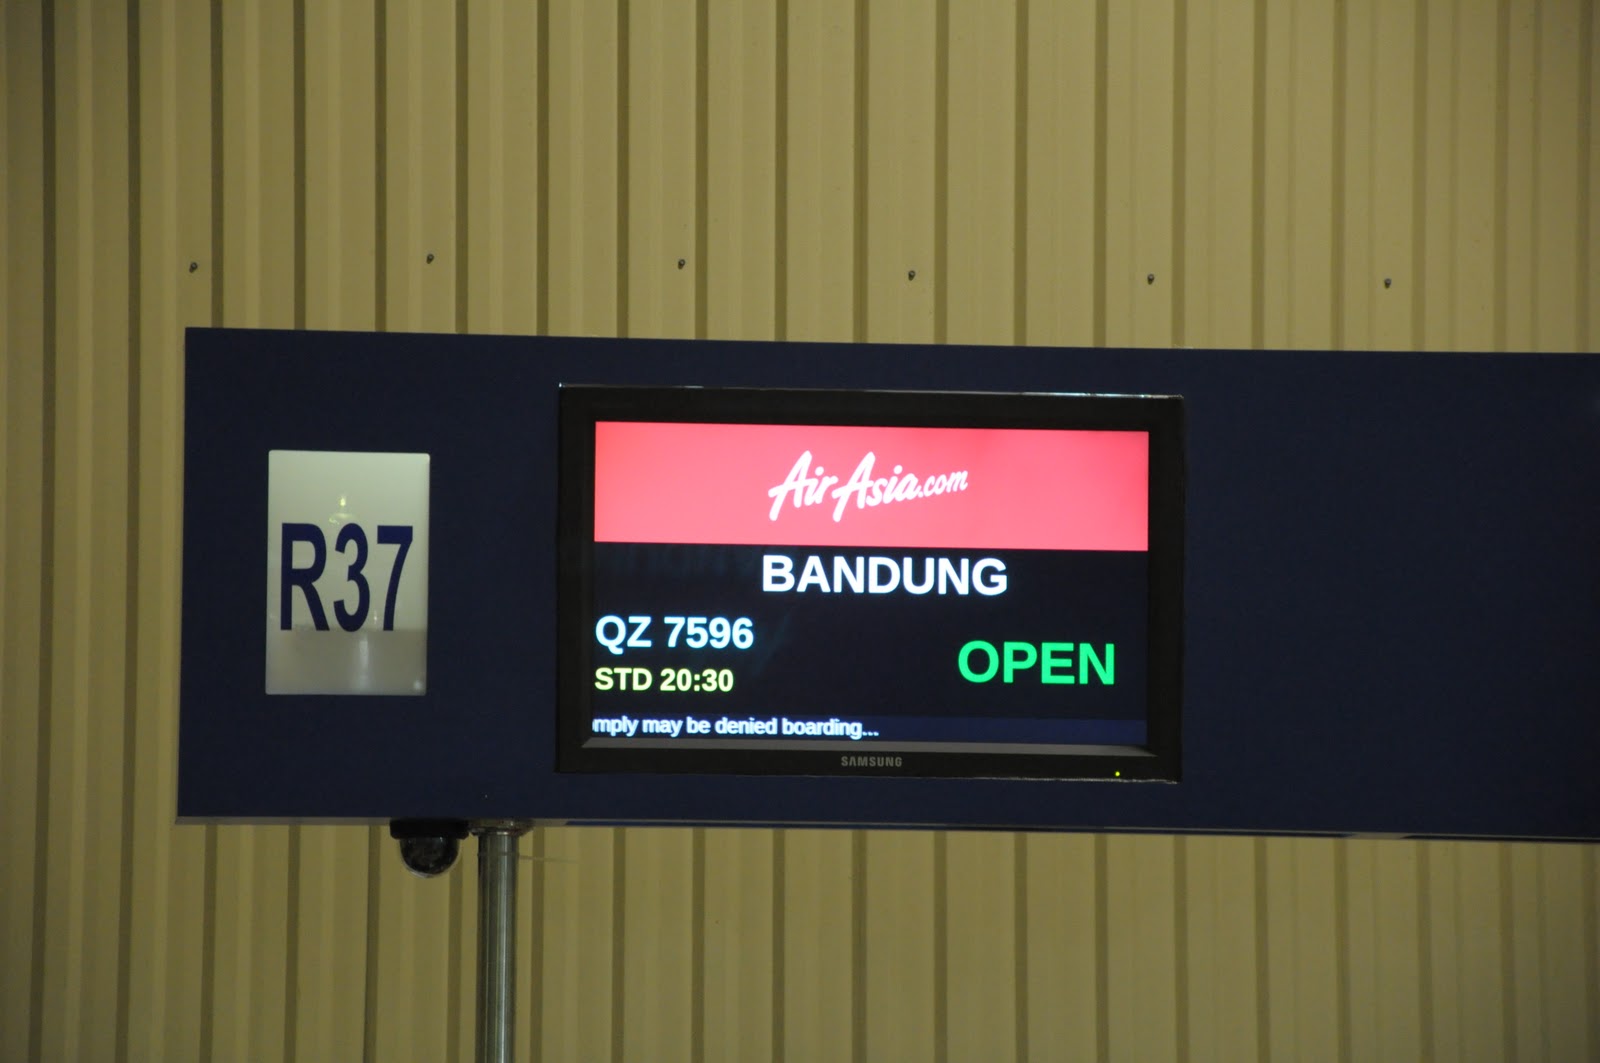 R37
AirAsia.com
BANDUNG
QZ 7596
OPEN
STD 20:30
mply may be denied boarding...
SAMSUNG